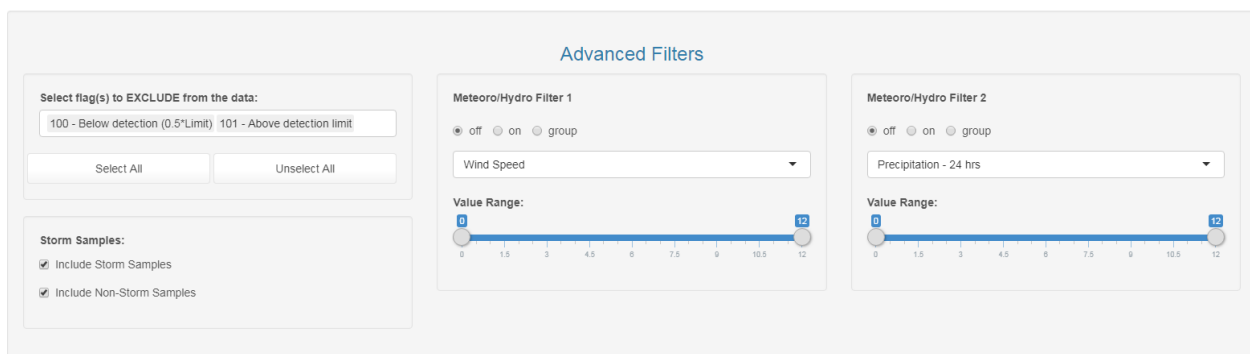 Advanced Filters
Select flag(s) to EXCLUDE from the data:
100 - Below detection (0.5*Limit) 101 - Above detection limit
Select All Unselect All
Storm Samples:
Include Storm Samples
Include Non-Storm Samples
Meteoro/Hydro Filter 1
off on group
Wind Speed
Value Range:
0 12
0 1.5 3 4.5 6 7.5 9 10.5 12
Meteoro/Hydro Filter 2
off on group
Precipitation - 24 hrs
Value Range:
0 12
0 1.5 3 4.5 6 7.5 9 10.5 12